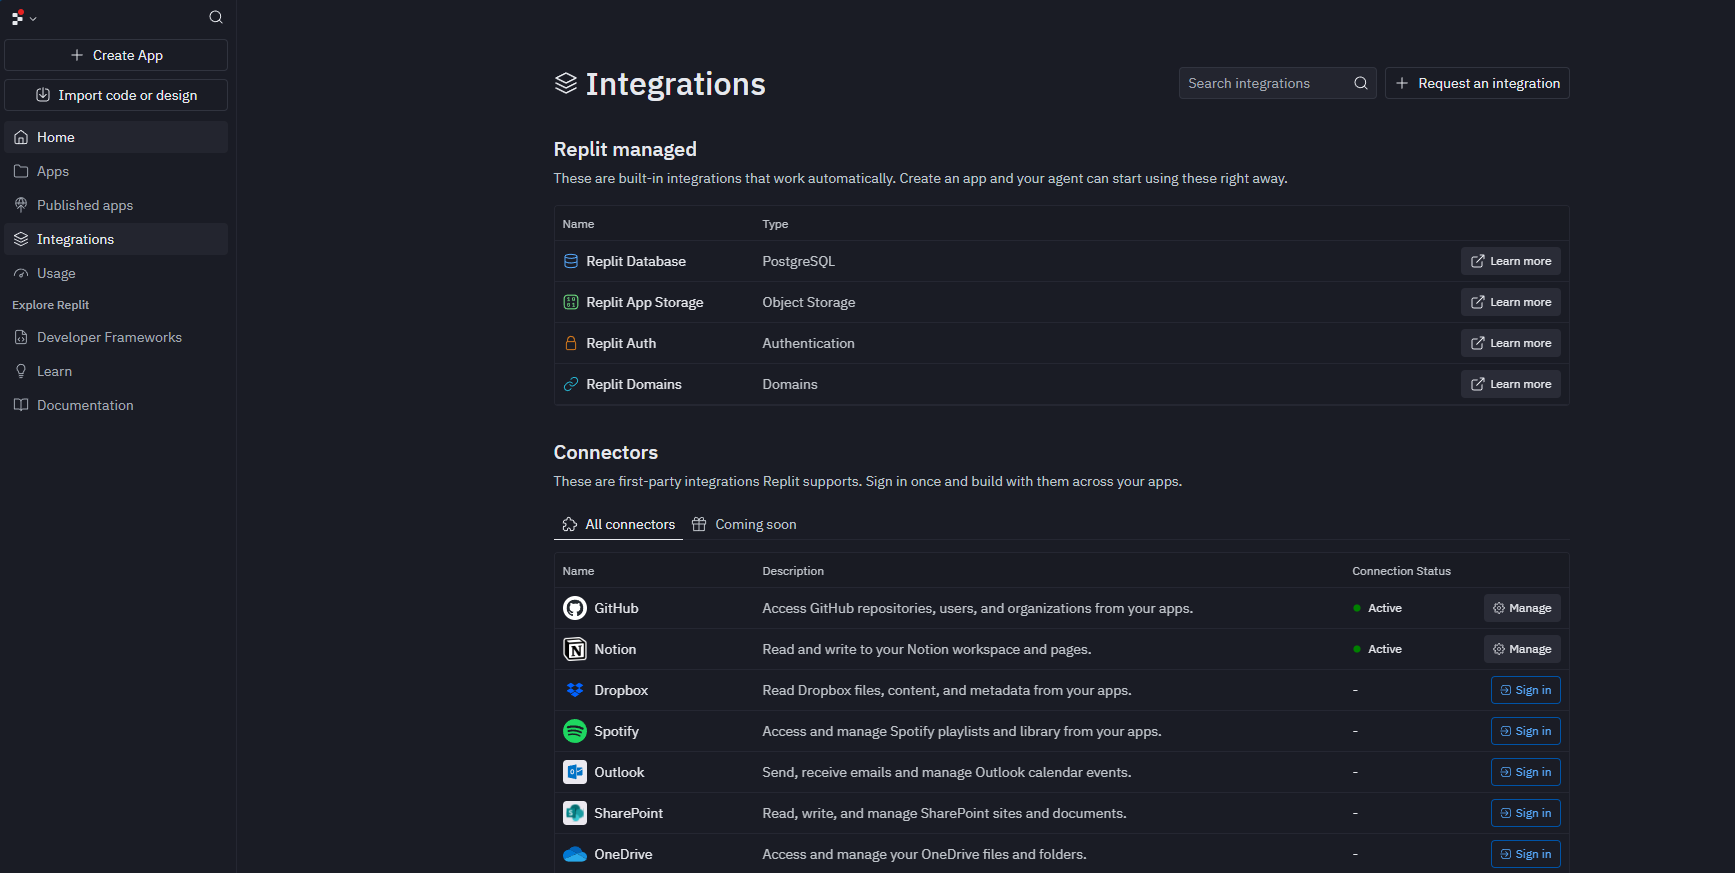 Create App
Import code or design
Home
Apps
Published apps
Integrations
Usage
Explore Replit
Developer Frameworks
Learn
Documentation
Integrations
Search integrations
Request an integration
Replit managed
These are built-in integrations that work automatically. Create an app and your agent can start using these right away.
Name Type
Replit Database PostgreSQL Learn more
Replit App Storage Object Storage Learn more
Replit Auth Authentication Learn more
Replit Domains Domains Learn more
Connectors
These are first-party integrations Replit supports. Sign in once and build with them across your apps.
All connectors Coming soon
Name Description Connection Status
GitHub Access GitHub repositories, users, and organizations from your apps. Active Manage
Notion Read and write to your Notion workspace and pages. Active Manage
Dropbox Read Dropbox files, content, and metadata from your apps. - Sign in
Spotify Access and manage Spotify playlists and library from your apps. - Sign in
Outlook Send, receive emails and manage Outlook calendar events. - Sign in
SharePoint Read, write, and manage SharePoint sites and documents. - Sign in
OneDrive Access and manage your OneDrive files and folders. - Sign in